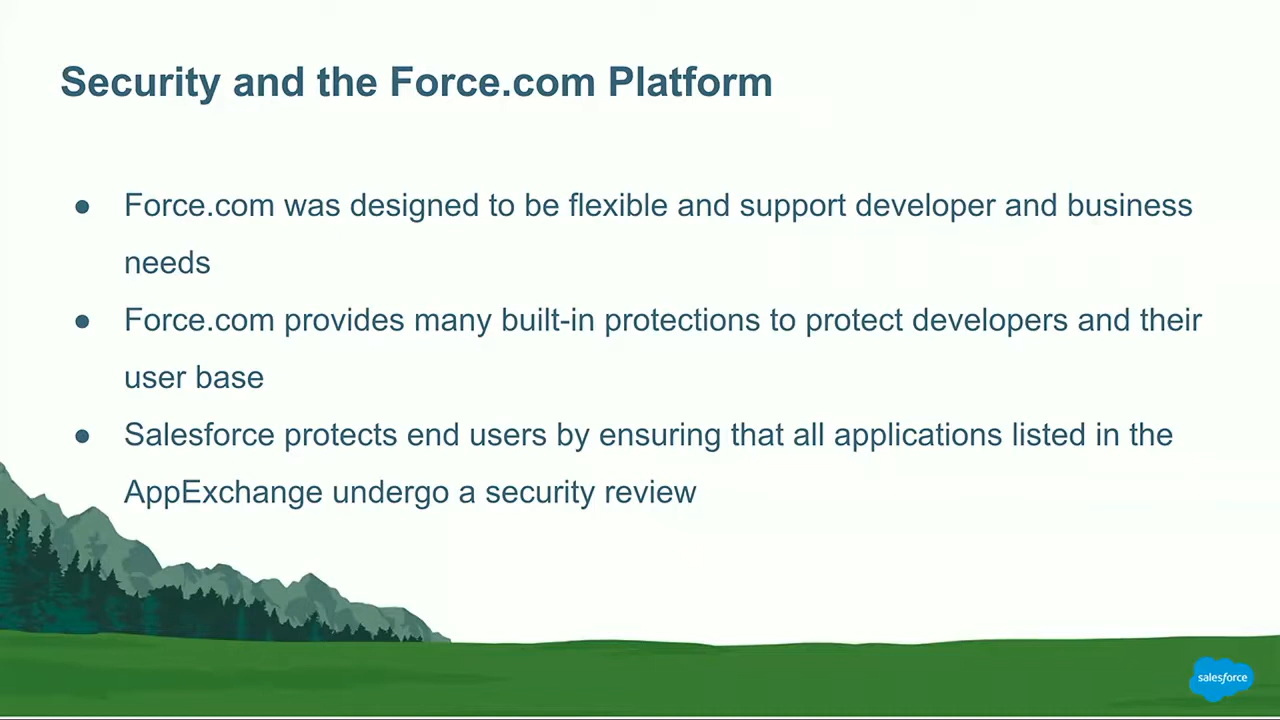 Security and the Force.com Platform
● Force.com was designed to be flexible and support developer and business
needs
● Force.com provides many built-in protections to protect developers and their
user base
● Salesforce protects end users by ensuring that all applications listed in the
AppExchange undergo a security review
salesforce